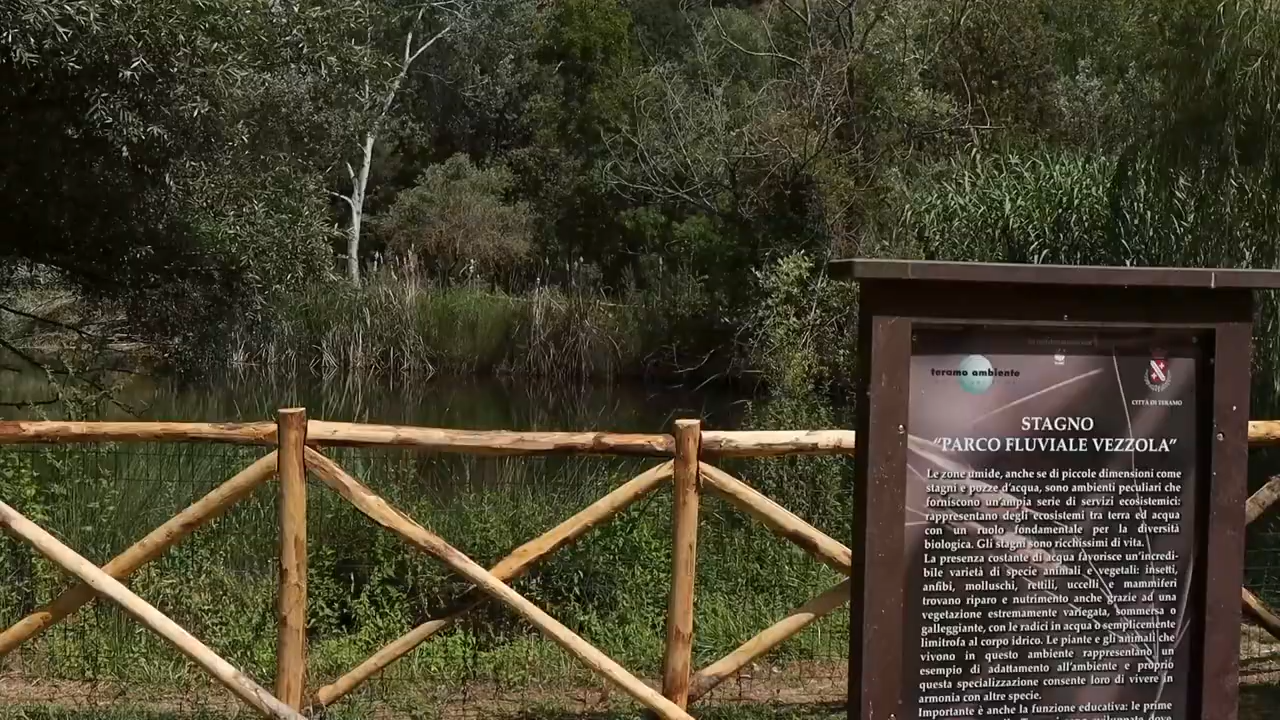 teramo ambiente
CITTÀ DI TERAMO
STAGNO
"PARCO FLUVIALE VEZZOLA"
Le zone umide, anche se di piccole dimensioni come
stagni e pozze d'acqua, sono ambienti peculiari che
forniscono un'ampia serie di servizi ecosistemici:
rappresentano degli ecosistemi tra terra ed acqua
con un ruolo fondamentale per la diversità
biologica. Gli stagni sono ricchissimi di vita.
La presenza costante di acqua favorisce un'incredi-
bile varietà di specie animali e vegetali: insetti,
anfibi, molluschi, rettili, uccelli e mammiferi
trovano riparo e nutrimento anche grazie ad una
vegetazione estremamente variegata, sommersa o
galleggiante, con le radici in acqua o semplicemente
limitrofa al corpo idrico. Le piante e gli animali che
vivono in questo ambiente rappresentano un
esempio di adattamento all'ambiente e proprio
questa specializzazione consente loro di vivere in
armonia con altre specie.
Importante è anche la funzione educativa: le prime